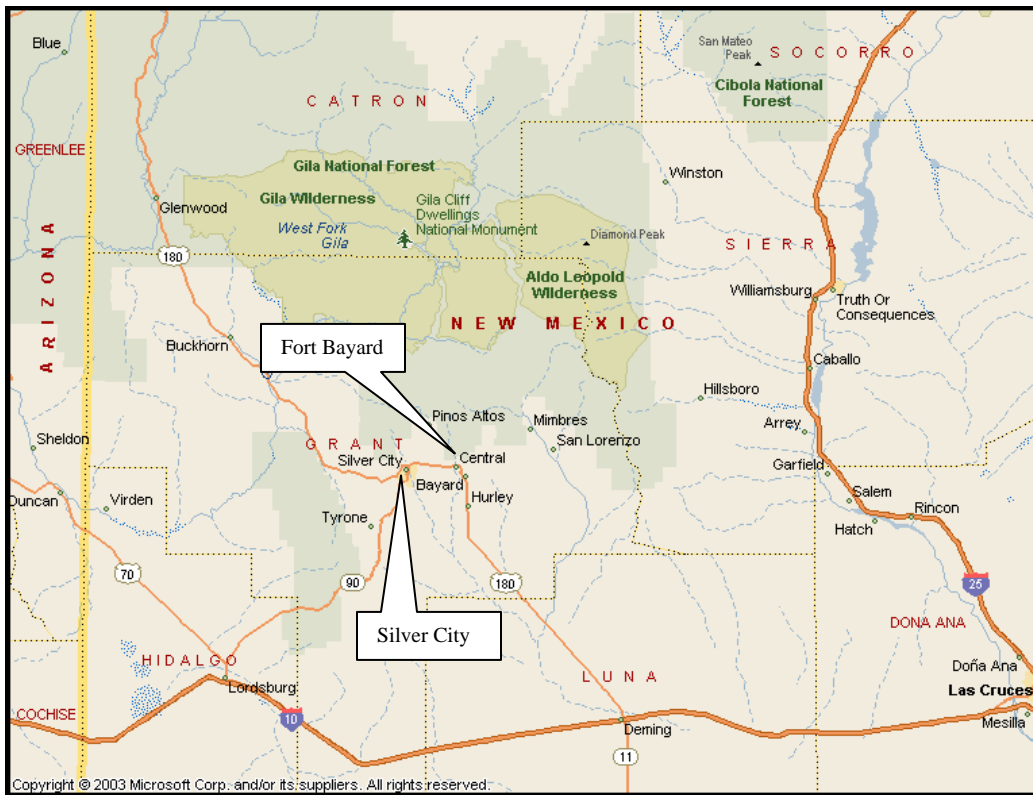 Blue
San Mateo
Peak
SOCORRO
Cibola National
Forest
CATRON
GREENLEE
Gila National Forest
Winston
Gila Wilderness
Gila Cliff
Dwellings
National Monument
Glenwood
West Fork
Gila
Diamond Peak
SIERRA
180
ARIZONA
Aldo Leopold
Wilderness
Williamsburg
Truth Or
Consequences
NEW MEXICO
Buckhorn
Fort Bayard
Caballo
Hillsboro
Pinos Altos
Mimbres
Arrey
Sheldon
GRANT
San Lorenzo
Silver City
Central
Garfield
Duncan
Virden
Bayard
Hurley
Salem
Rincon
Tyrone
Hatch
70
90
180
25
Silver City
DONA ANA
HIDALGO
Doña Ana
Lordsburg
LUNA
Las Cruces
COCHISE
10
Deming
Mesilla
11
Copyright © 2003 Microsoft Corp. and/or its suppliers. All rights reserved.